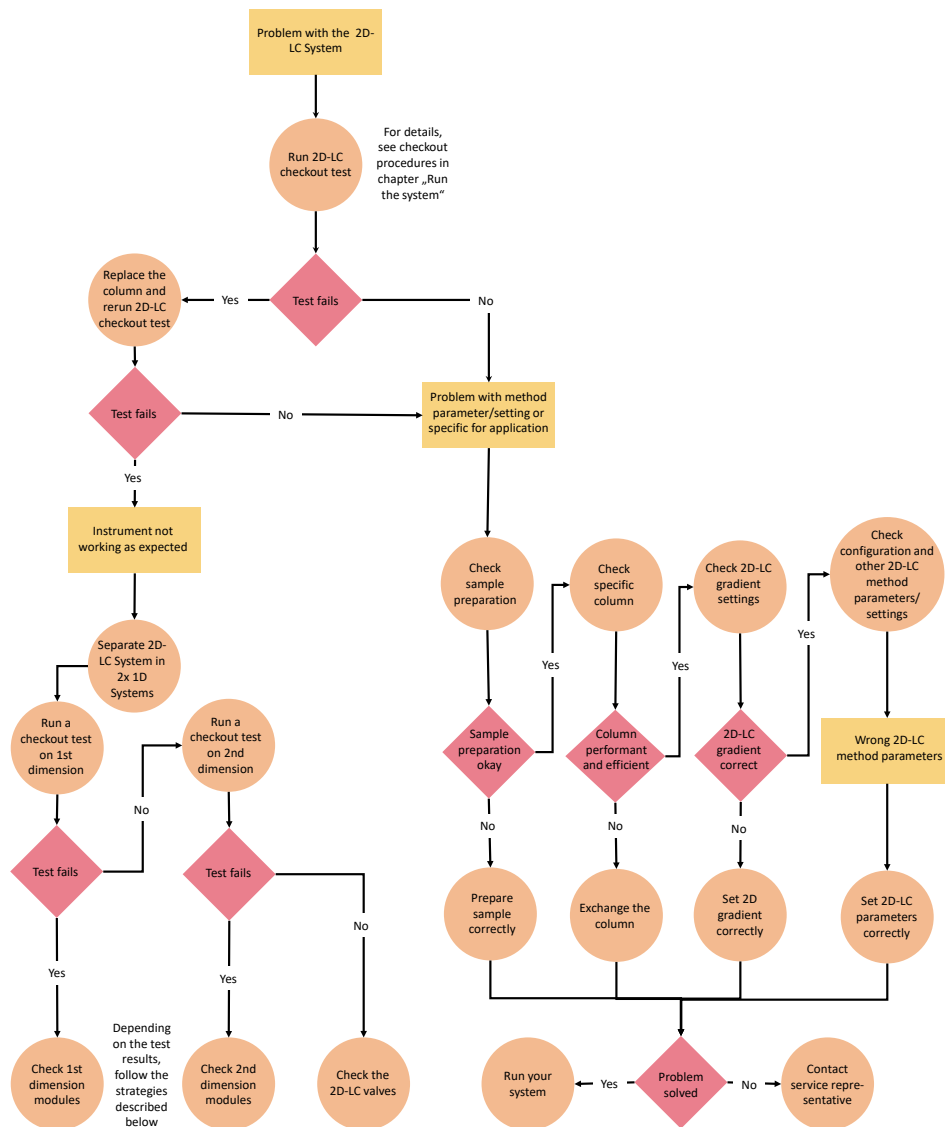 Problem with the 2D-
LC System
Run 2D-LC
checkout test
For details,
see checkout
procedures in
chapter „Run
the system“
Replace the
column and
rerun 2D-LC
checkout test
Yes
Test fails
No
Test fails
No
Problem with method
parameter/setting or
specific for application
Yes
Instrument not
working as expected
Separate 2D-
LC System in
2x 1D
Systems
Run a
checkout test
on 1st
dimension
Run a
checkout test
on 2nd
dimension
No
Test fails
Test fails
No
Yes
Yes
Check 1st
dimension
modules
Depending
on the test
results,
follow the
strategies
described
below
Check 2nd
dimension
modules
Check the
2D-LC valves
Check
sample
preparation
Check
specific
column
Check 2D-LC
gradient
settings
Check
configuration and
other 2D-LC
method
parameters/
settings
Yes
Yes
Yes
Sample
preparation
okay
Column
performant
and efficient
2D-LC
gradient
correct
Wrong 2D-LC
method parameters
No
No
No
Prepare
sample
correctly
Exchange the
column
Set 2D
gradient
correctly
Set 2D-LC
parameters
correctly
Run your
system
Yes
Problem
solved
No
Contact
service repre-
sentative